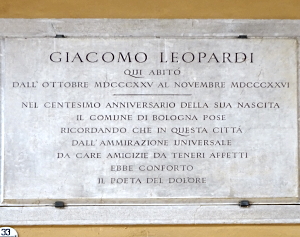 GIACOMO LEOPARDI
QUI ABITÒ
DALL'OTTOBRE MDCCCXXV AL NOVEMBRE MDCCCXXVI
NEL CENTESIMO ANNIVERSARIO DELLA SUA NASCITA
IL COMUNE DI BOLOGNA POSE
RICORDANDO CHE IN QUESTA CITTÀ
DALL'AMMIRAZIONE UNIVERSALE
DA CARE AMICIZIE DA TENERI AFFETTI
EBBE CONFORTO
IL POETA DEL DOLORE
33